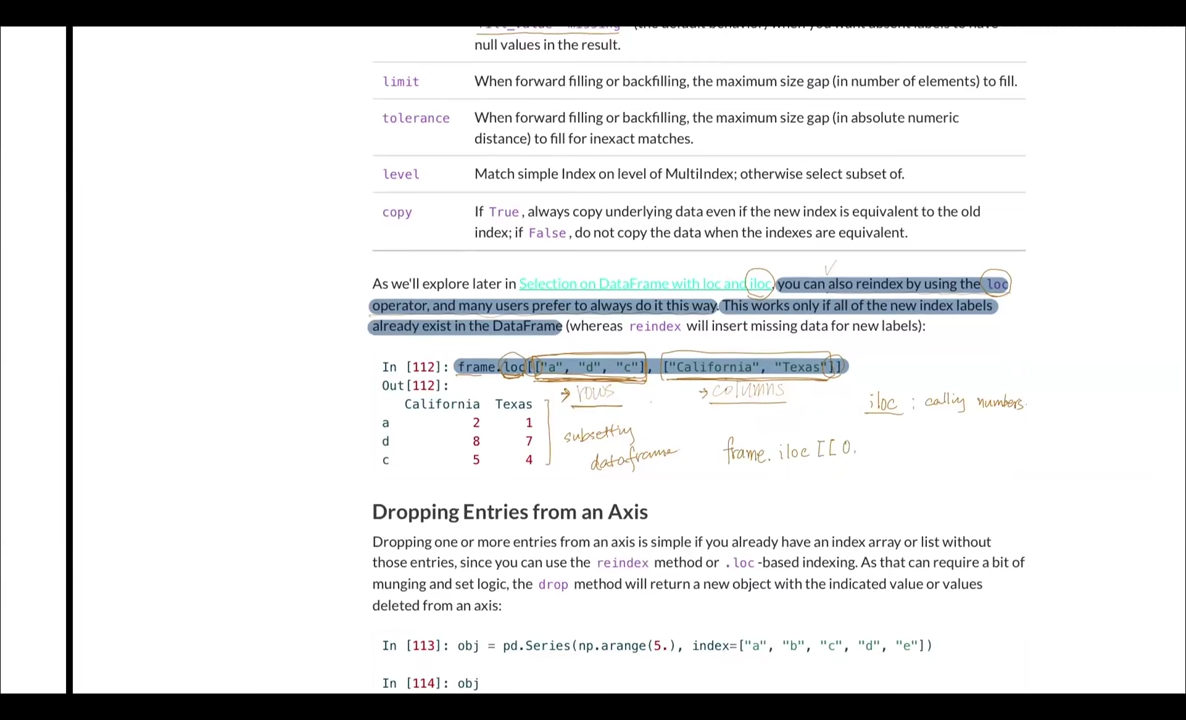 null values in the result.
limit When forward filling or backfilling, the maximum size gap (in number of elements) to fill.
tolerance When forward filling or backfilling, the maximum size gap (in absolute numeric
distance) to fill for inexact matches.
level Match simple Index on level of MultiIndex; otherwise select subset of.
copy If True, always copy underlying data even if the new index is equivalent to the old
index; if False, do not copy the data when the indexes are equivalent.
As we'll explore later in Selection on DataFrame with loc and iloc, you can also reindex by using the loc
operator, and many users prefer to always do it this way. This works only if all of the new index labels
already exist in the DataFrame (whereas reindex will insert missing data for new labels):
In [112]: frame.loc[["a", "d", "c"], ["California", "Texas"]]
Out[112]:
→ rows → columns
California Texas
iloc : calling numbers.
a 2 1
d 8 7
c 5 4
subsetting
dataframe
frame. iloc [[0.
Dropping Entries from an Axis
Dropping one or more entries from an axis is simple if you already have an index array or list without
those entries, since you can use the reindex method or .loc-based indexing. As that can require a bit of
munging and set logic, the drop method will return a new object with the indicated value or values
deleted from an axis:
In [113]: obj = pd.Series(np.arange(5.), index=["a", "b", "c", "d", "e"])
In [114]: obj